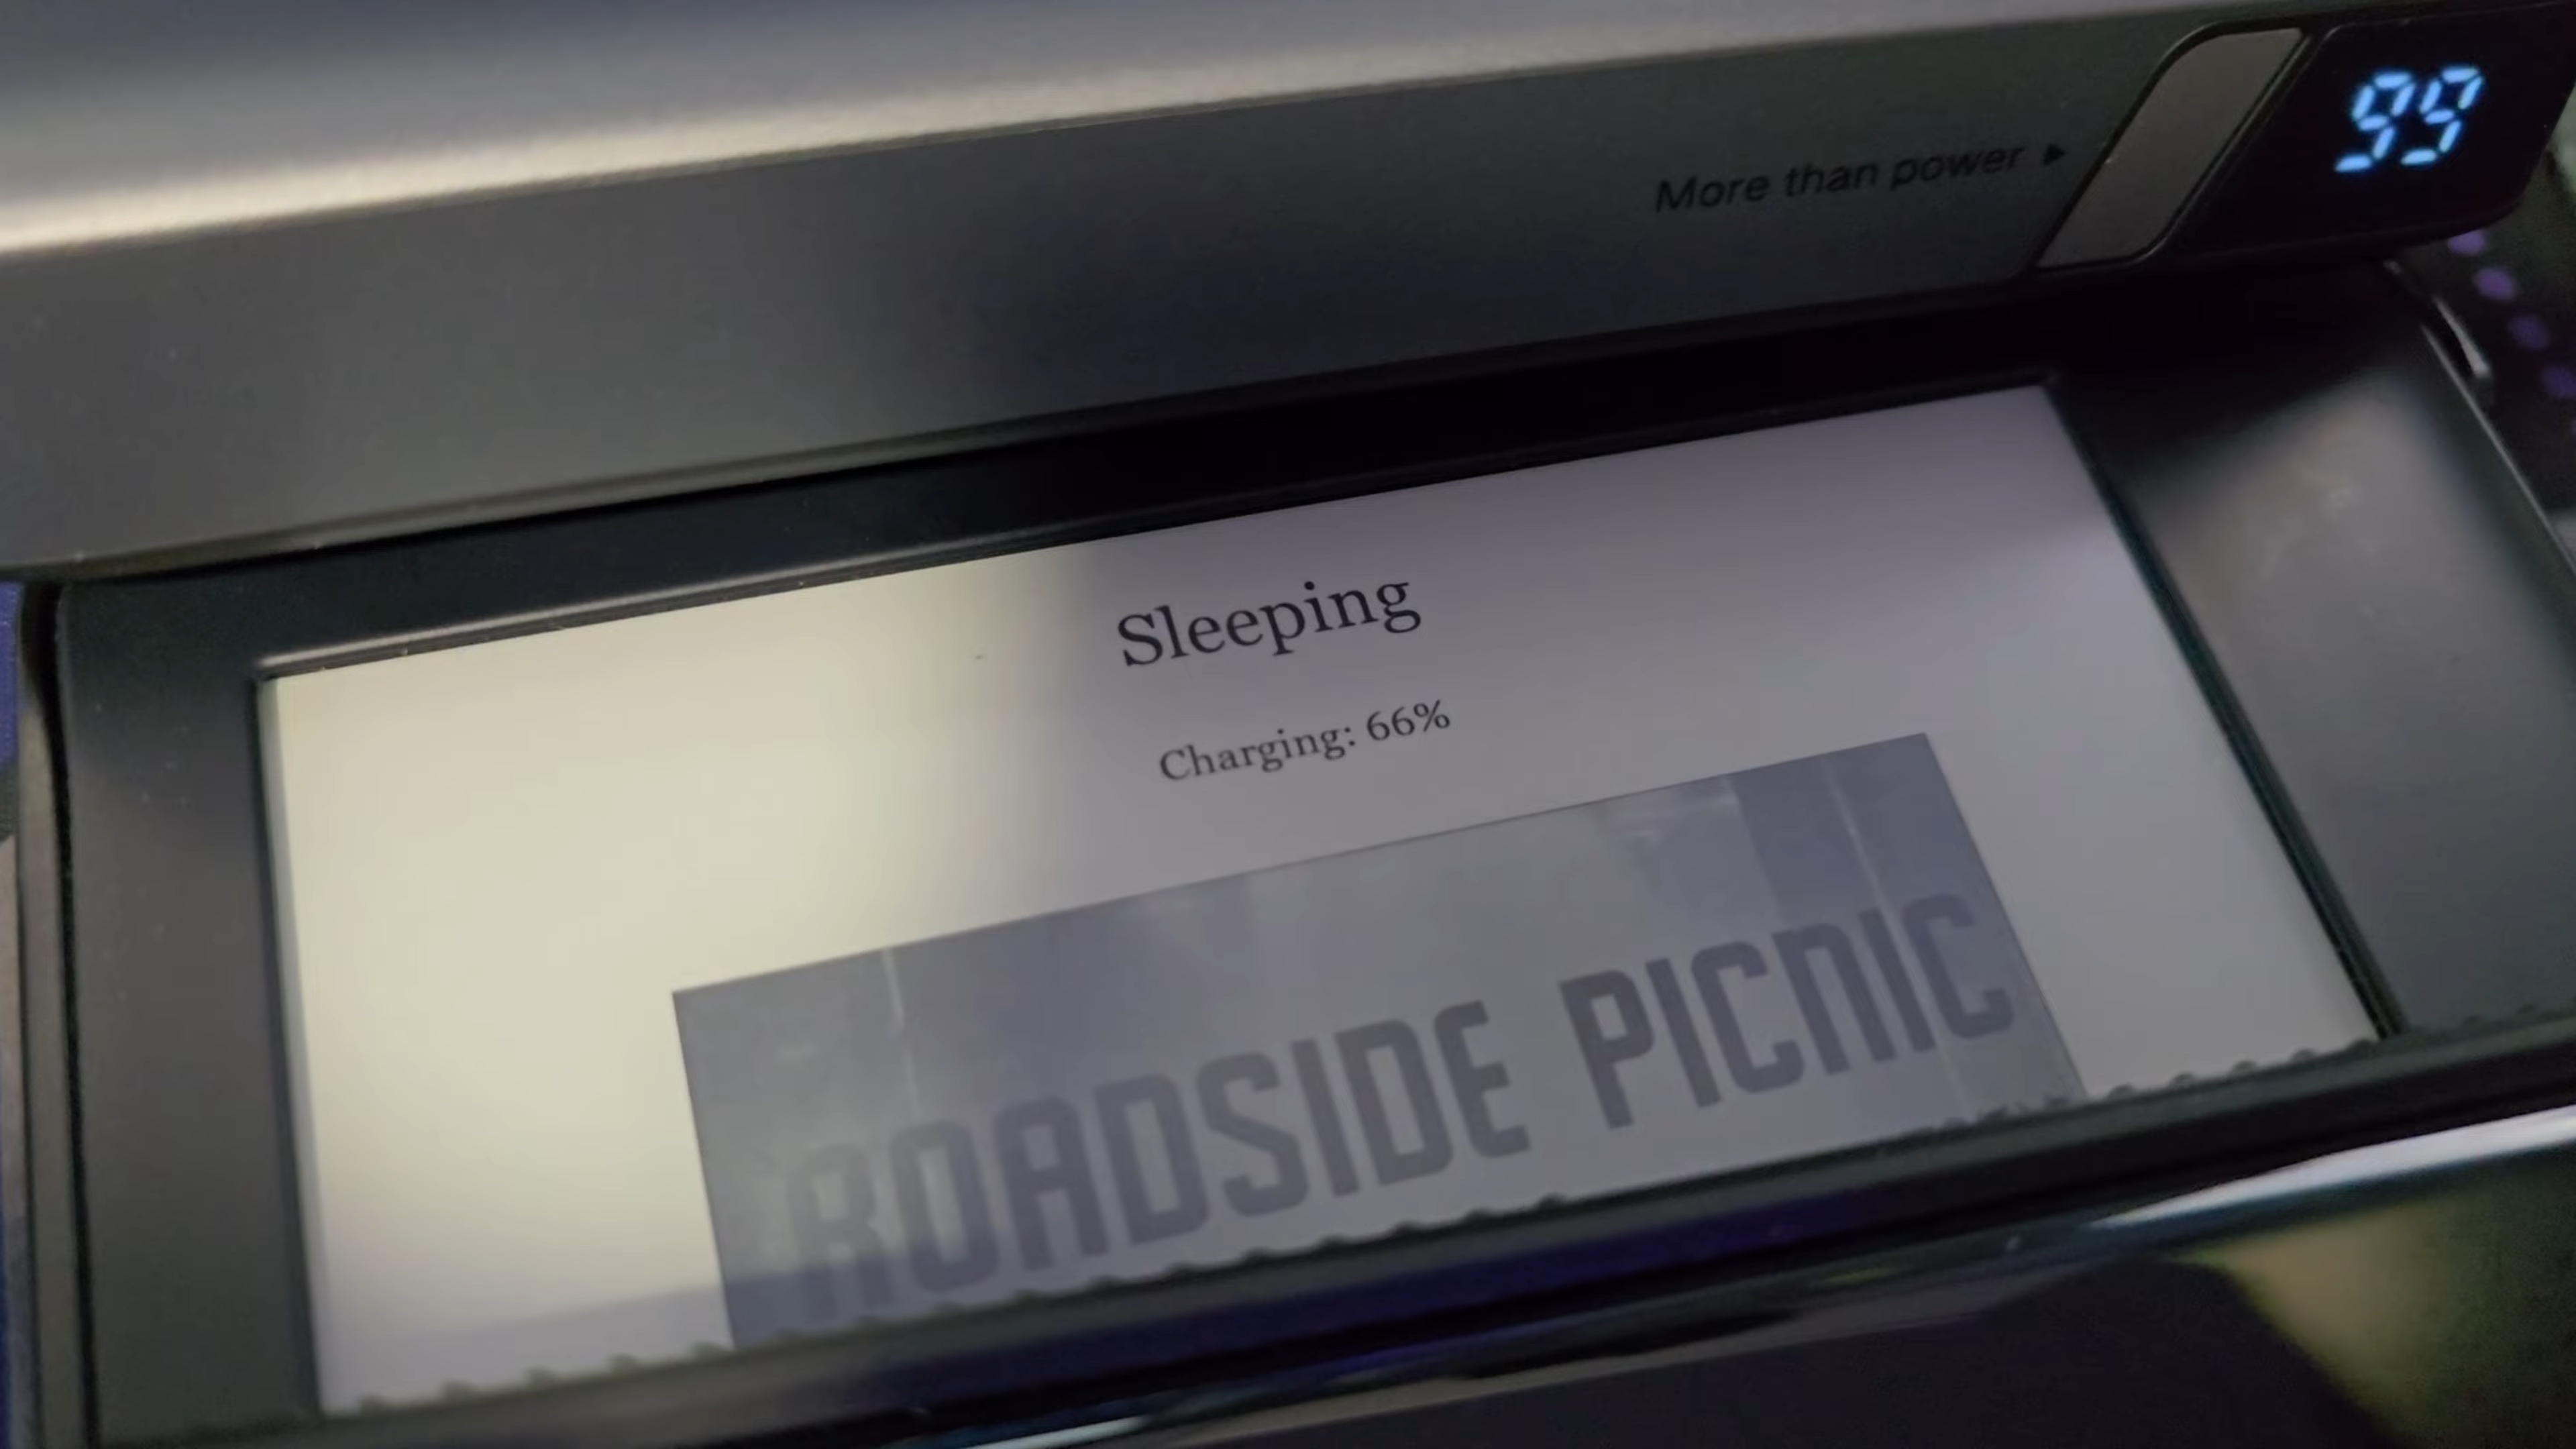 99
More than power ▸
Sleeping
Charging: 66%
ROADSIDE PICNIC